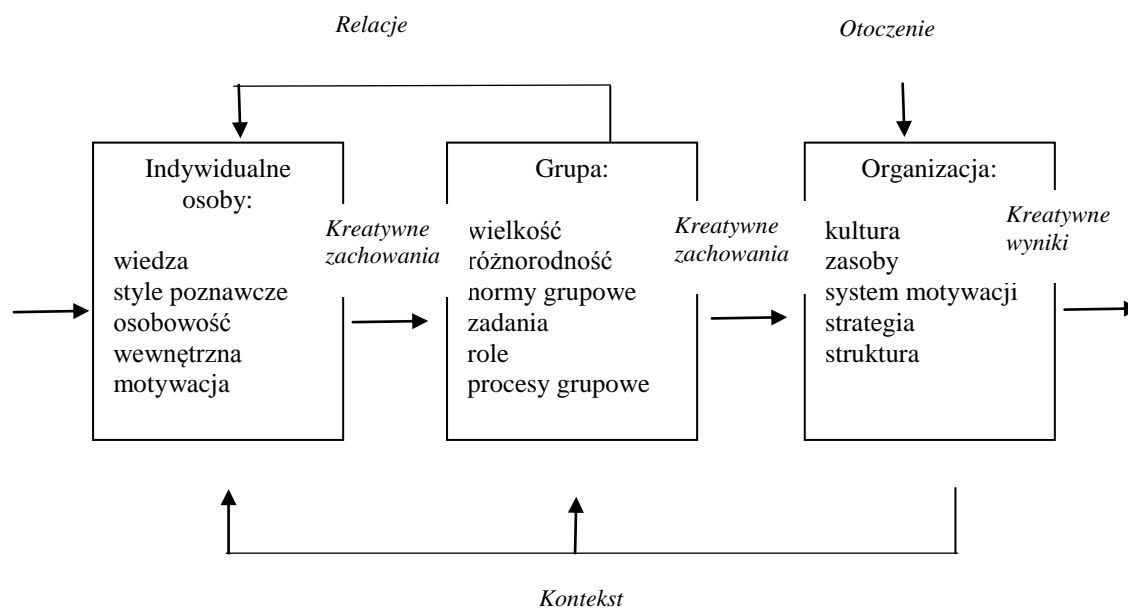 Relacje
Otoczenie
Indywidualne
osoby:
wiedza
style poznawcze
osobowość
wewnętrzna
motywacja
Kreatywne
zachowania
Grupa:
wielkość
różnorodność
normy grupowe
zadania
role
procesy grupowe
Kreatywne
zachowania
Organizacja:
kultura
zasoby
system motywacji
strategia
struktura
Kreatywne
wyniki
Kontekst